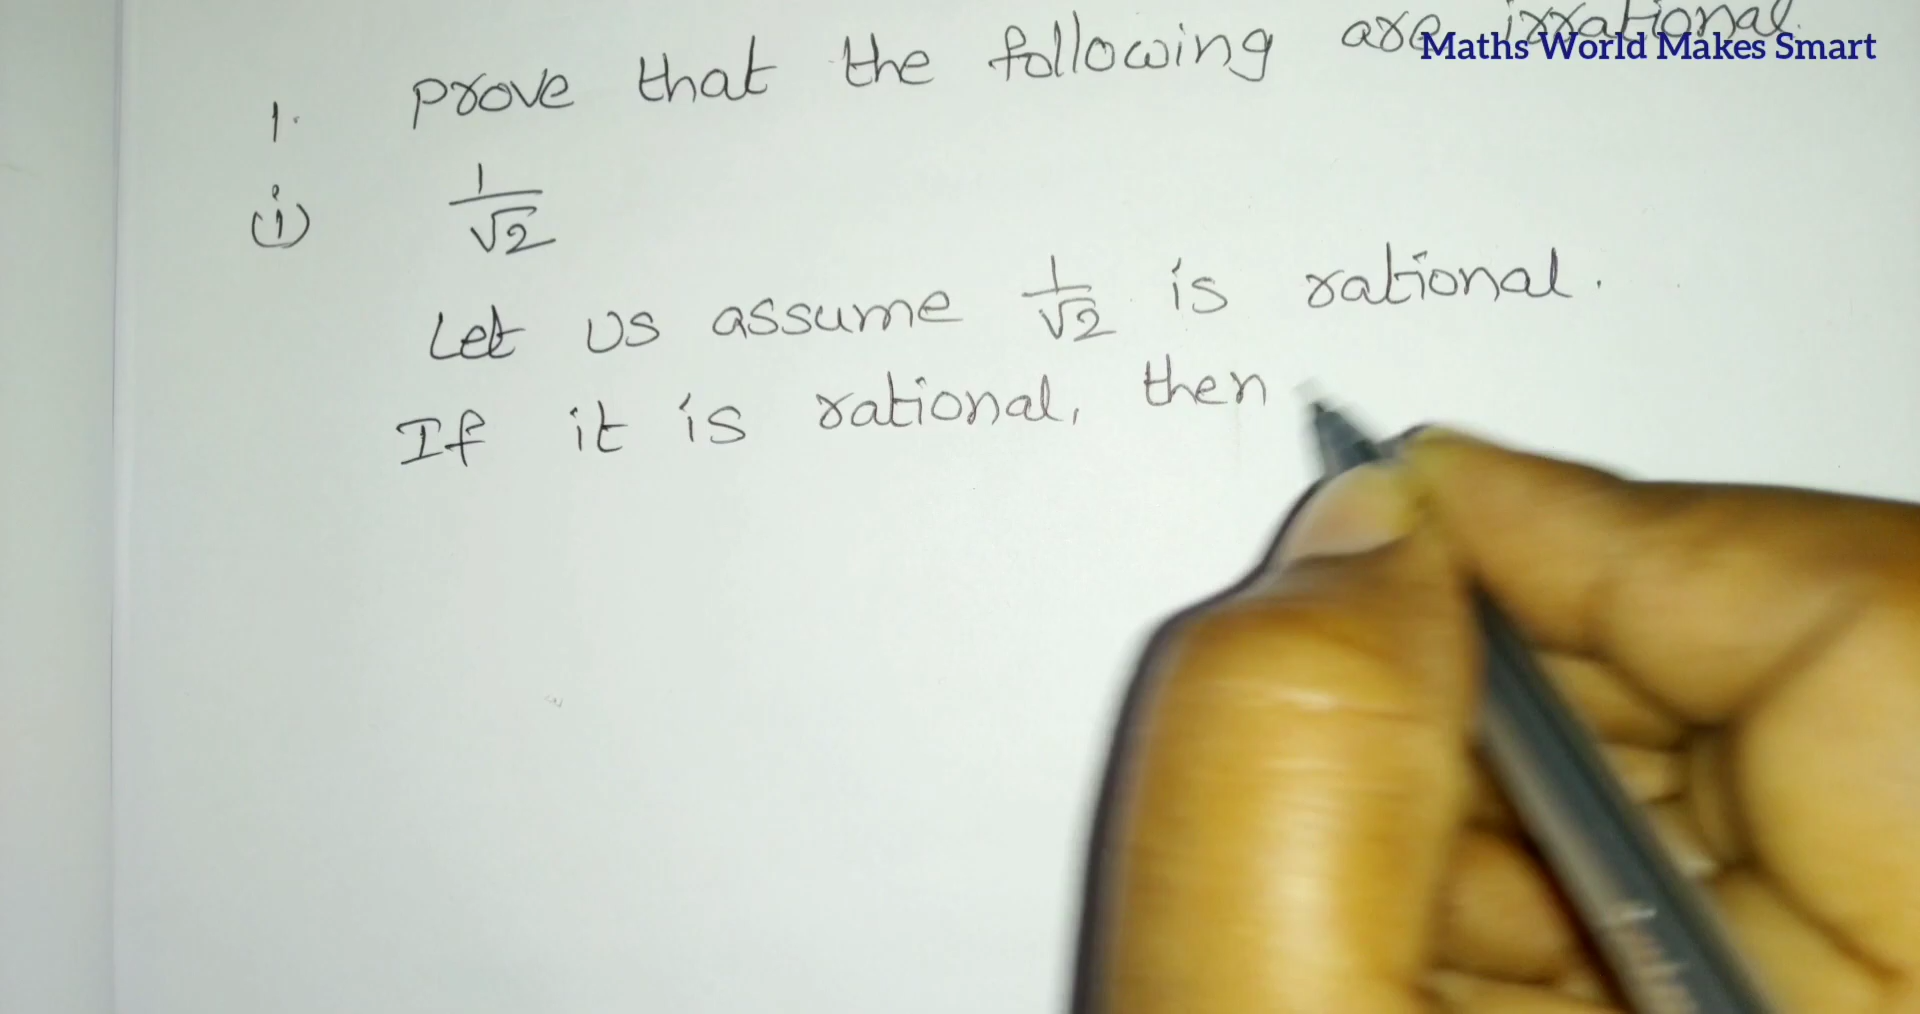 1. prove that the following are irrational.
Maths World Makes Smart
(i) 1/√2
Let us assume 1/√2 is rational.
If it is rational, then